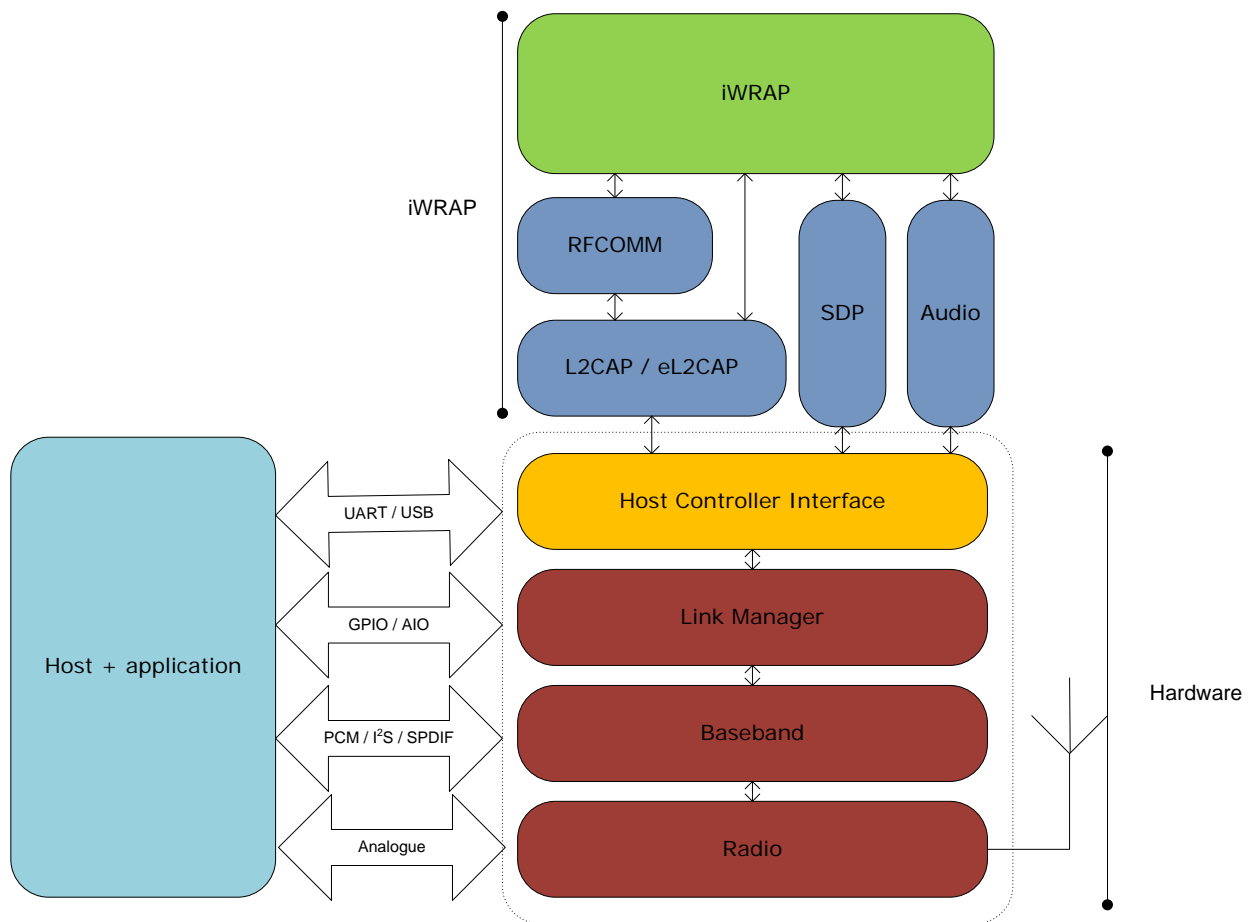 iWRAP
iWRAP
RFCOMM
SDP
Audio
L2CAP / eL2CAP
Host Controller Interface
UART / USB
Link Manager
GPIO / AIO
Host + application
Hardware
Baseband
PCM / I²S / SPDIF
Radio
Analogue